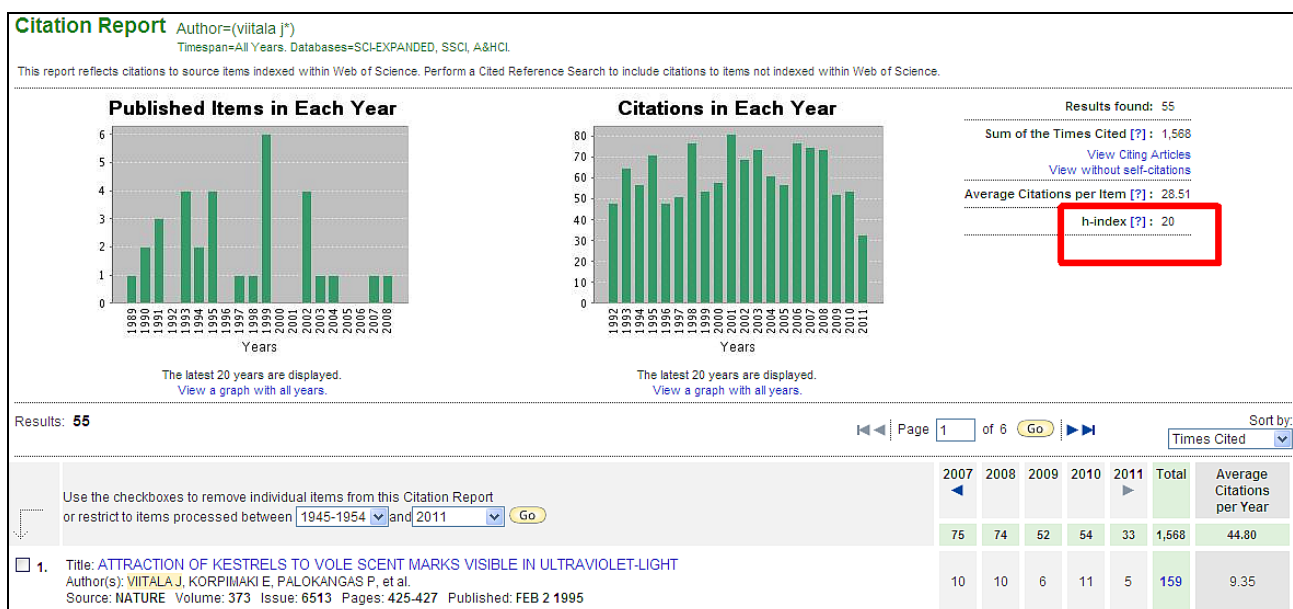 Citation Report Author=(viitala j*)
Timespan=All Years. Databases=SCI-EXPANDED, SSCI, A&HCI.
This report reflects citations to source items indexed within Web of Science. Perform a Cited Reference Search to include citations to items not indexed within Web of Science.
Published Items in Each Year
6
5
4
3
2
1
0
1989 1990 1991 1992 1993 1994 1995 1996 1997 1998 1999 2000 2001 2002 2003 2004 2005 2006 2007 2008
Years
The latest 20 years are displayed.
View a graph with all years.
Citations in Each Year
80
70
60
50
40
30
20
10
0
1992 1993 1994 1995 1996 1997 1998 1999 2000 2001 2002 2003 2004 2005 2006 2007 2008 2009 2010 2011
Years
The latest 20 years are displayed.
View a graph with all years.
Results found: 55
Sum of the Times Cited [?] : 1,568
View Citing Articles
View without self-citations
Average Citations per Item [?] : 28.51
h-index [?] : 20
Results: 55
Page 1 of 6 Go
Sort by:
Times Cited
Use the checkboxes to remove individual items from this Citation Report
or restrict to items processed between 1945-1954 and 2011 Go
2007 2008 2009 2010 2011 Total Average
Citations
per Year
75 74 52 54 33 1,568 44.80
1. Title: ATTRACTION OF KESTRELS TO VOLE SCENT MARKS VISIBLE IN ULTRAVIOLET-LIGHT
Author(s): VIITALA J, KORPIMAKI E, PALOKANGAS P, et al.
Source: NATURE Volume: 373 Issue: 6513 Pages: 425-427 Published: FEB 2 1995
10 10 6 11 5 159 9.35